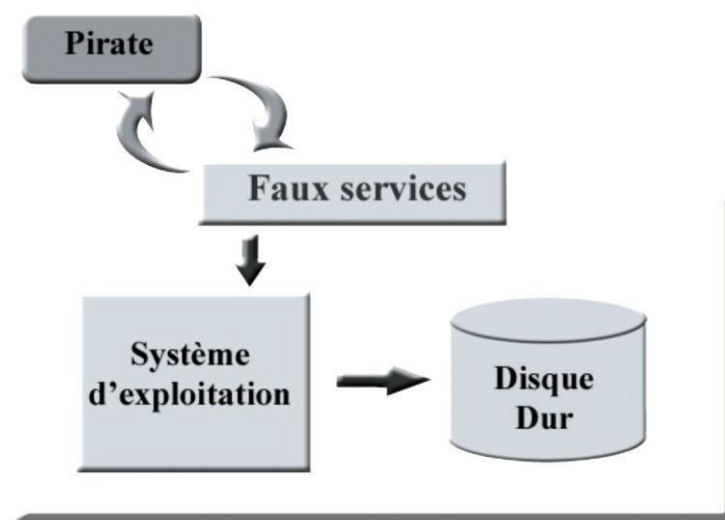 Pirate
Faux services
Système
d’exploitation
Disque
Dur